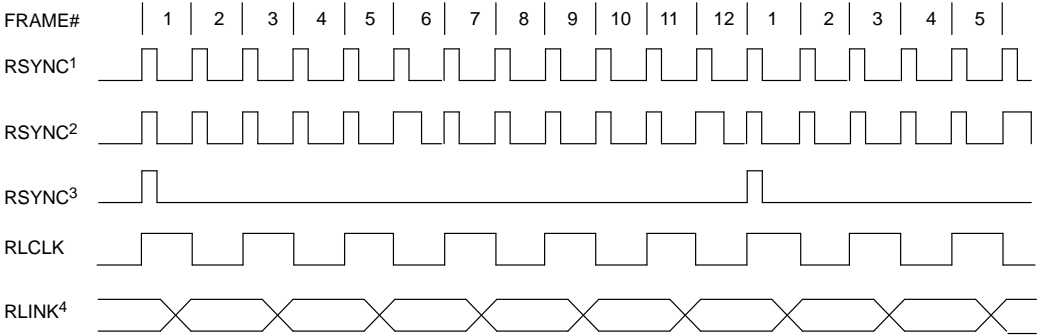 FRAME# 1 2 3 4 5 6 7 8 9 10 11 12 1 2 3 4 5
RSYNC1
RSYNC2
RSYNC3
RLCLK
RLINK4